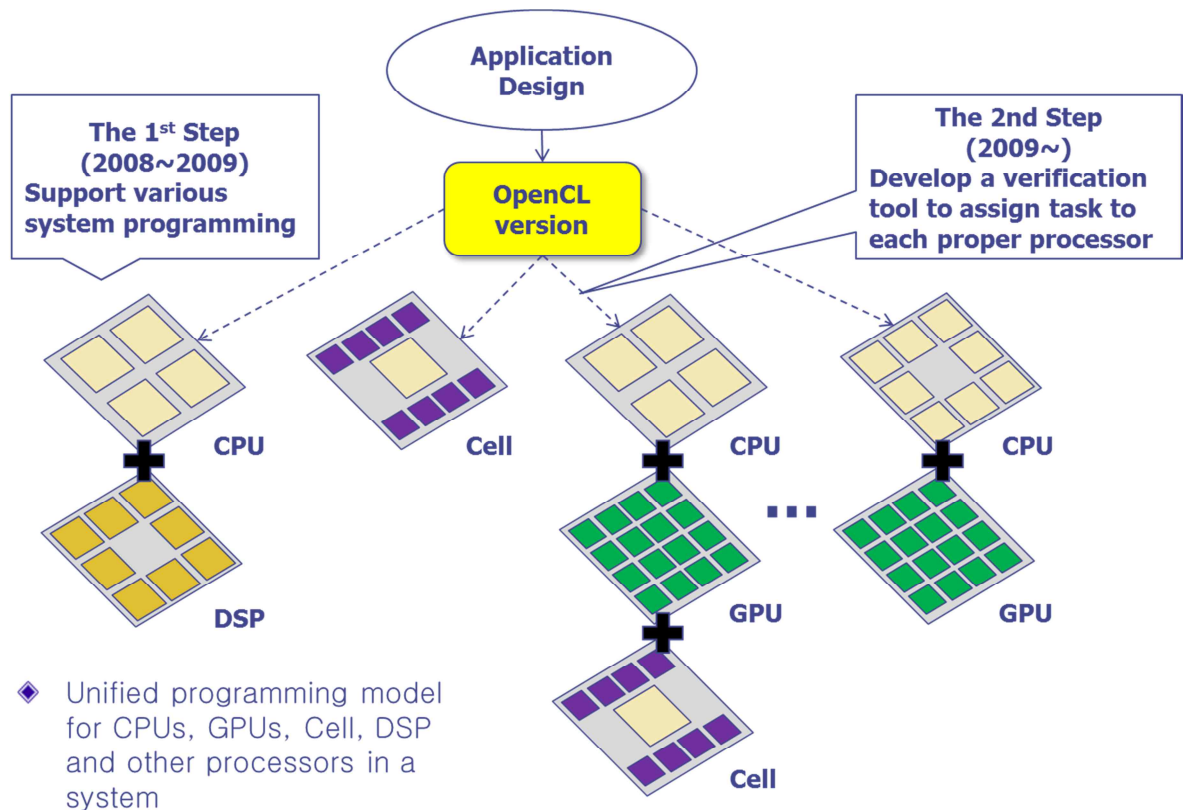 Application
Design
The 1st Step
(2008~2009)
Support various
system programming
OpenCL
version
The 2nd Step
(2009~)
Develop a verification
tool to assign task to
each proper processor
CPU
Cell
CPU
CPU
...
DSP
GPU
GPU
Cell
Unified programming model
for CPUs, GPUs, Cell, DSP
and other processors in a
system